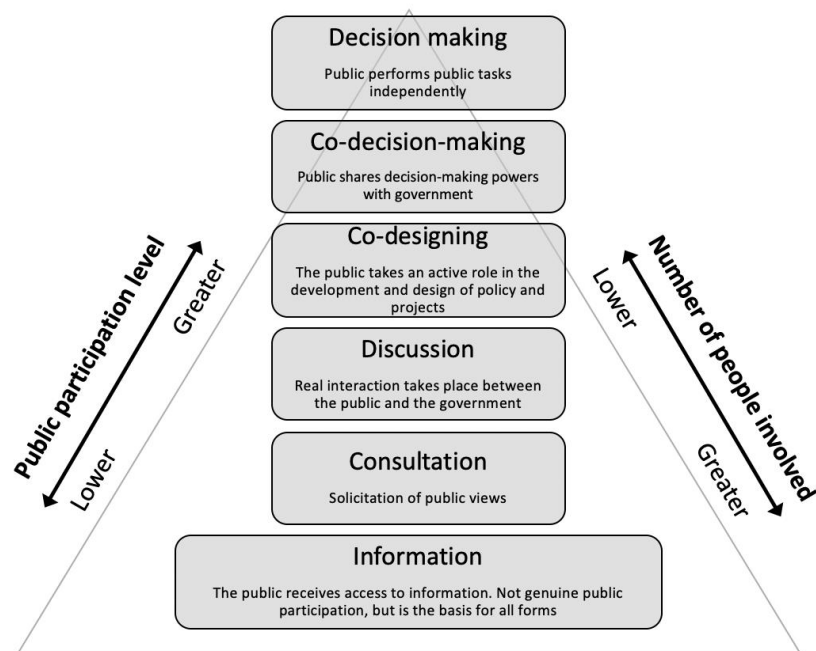 Decision making
Public performs public tasks
independently
Co-decision-making
Public shares decision-making powers
with government
Co-designing
The public takes an active role in the
development and design of policy and
projects
Discussion
Real interaction takes place between
the public and the government
Consultation
Solicitation of public views
Information
The public receives access to information. Not genuine public
participation, but is the basis for all forms
Public participation level
Greater
Lower
Number of people involved
Lower
Greater